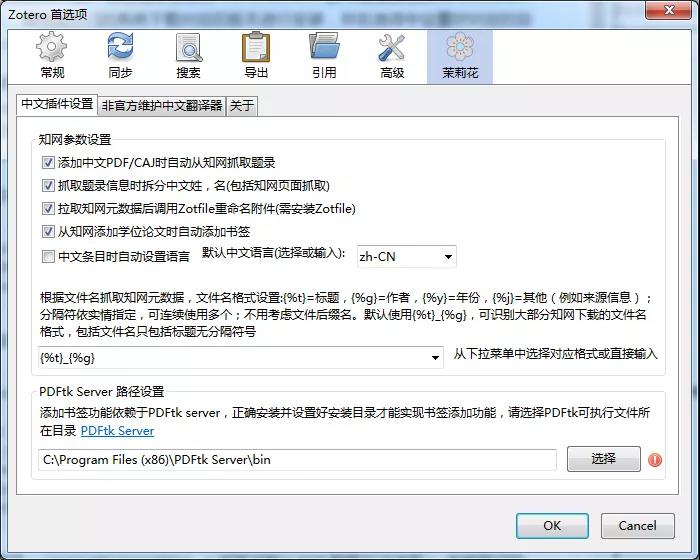 Zotero 首选项
常规
同步
搜索
导出
引用
高级
茉莉花
中文插件设置
非官方维护中文翻译器
关于
知网参数设置
添加中文PDF/CAJ时自动从知网抓取题录
抓取题录信息时拆分中文姓，名(包括知网页面抓取)
拉取知网元数据后调用Zotfile重命名附件(需安装Zotfile)
从知网添加学位论文时自动添加书签
中文条目时自动设置语言 默认中文语言(选择或输入): zh-CN
根据文件名抓取知网元数据，文件名格式设置:{%t}=标题，{%g}=作者，{%y}=年份，{%j}=其他（例如来源信息）；
分隔符依实情指定，可连续使用多个；不用考虑文件后缀名。默认使用{%t}_{%g}，可识别大部分知网下载的文件名
格式，包括文件名只包括标题无分隔符号
{%t}_{%g} 从下拉菜单中选择对应格式或直接输入
PDFtk Server 路径设置
添加书签功能依赖于PDFtk server，正确安装并设置好安装目录才能实现书签添加功能，请选择PDFtk可执行文件所
在目录 PDFtk Server
C:\Program Files (x86)\PDFtk Server\bin 选择
OK Cancel